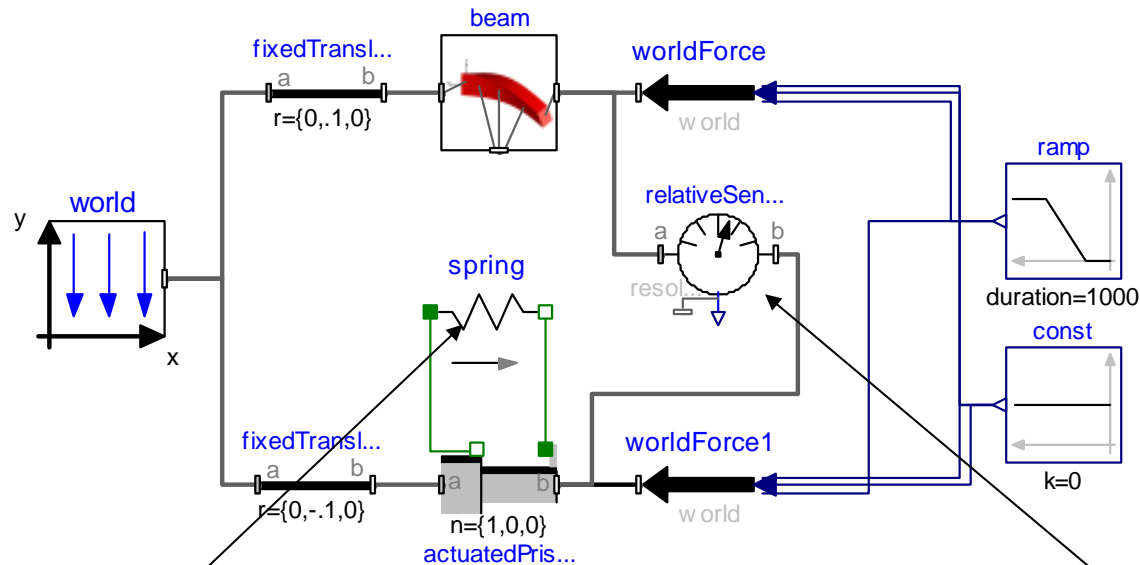 beam
fixedTransl...
a b
r={0,.1,0}
worldForce
world
ramp
duration=1000
world
y
x
relativeSen...
a b
resol...
spring
const
k=0
fixedTransl...
a b
r={0,-.1,0}
a b
n={1,0,0}
actuatedPris...
worldForce1
world